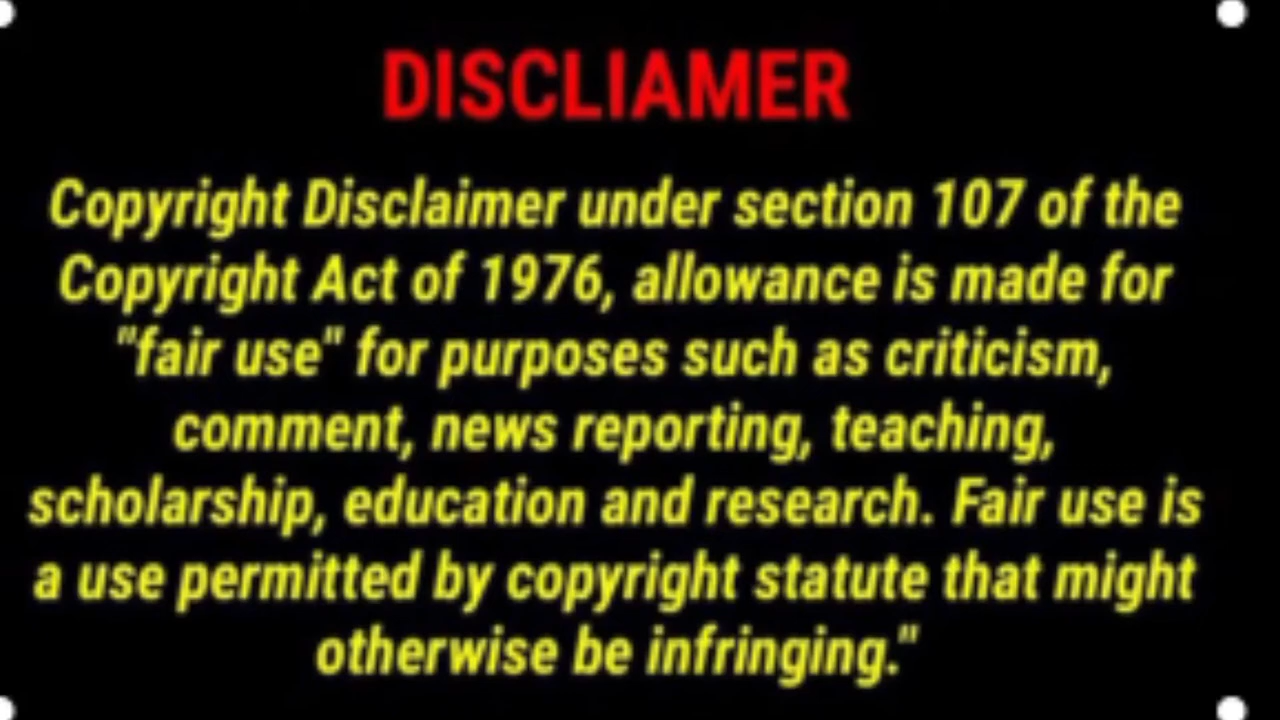 DISCLIAMER
Copyright Disclaimer under section 107 of the
Copyright Act of 1976, allowance is made for
"fair use" for purposes such as criticism,
comment, news reporting, teaching,
scholarship, education and research. Fair use is
a use permitted by copyright statute that might
otherwise be infringing."